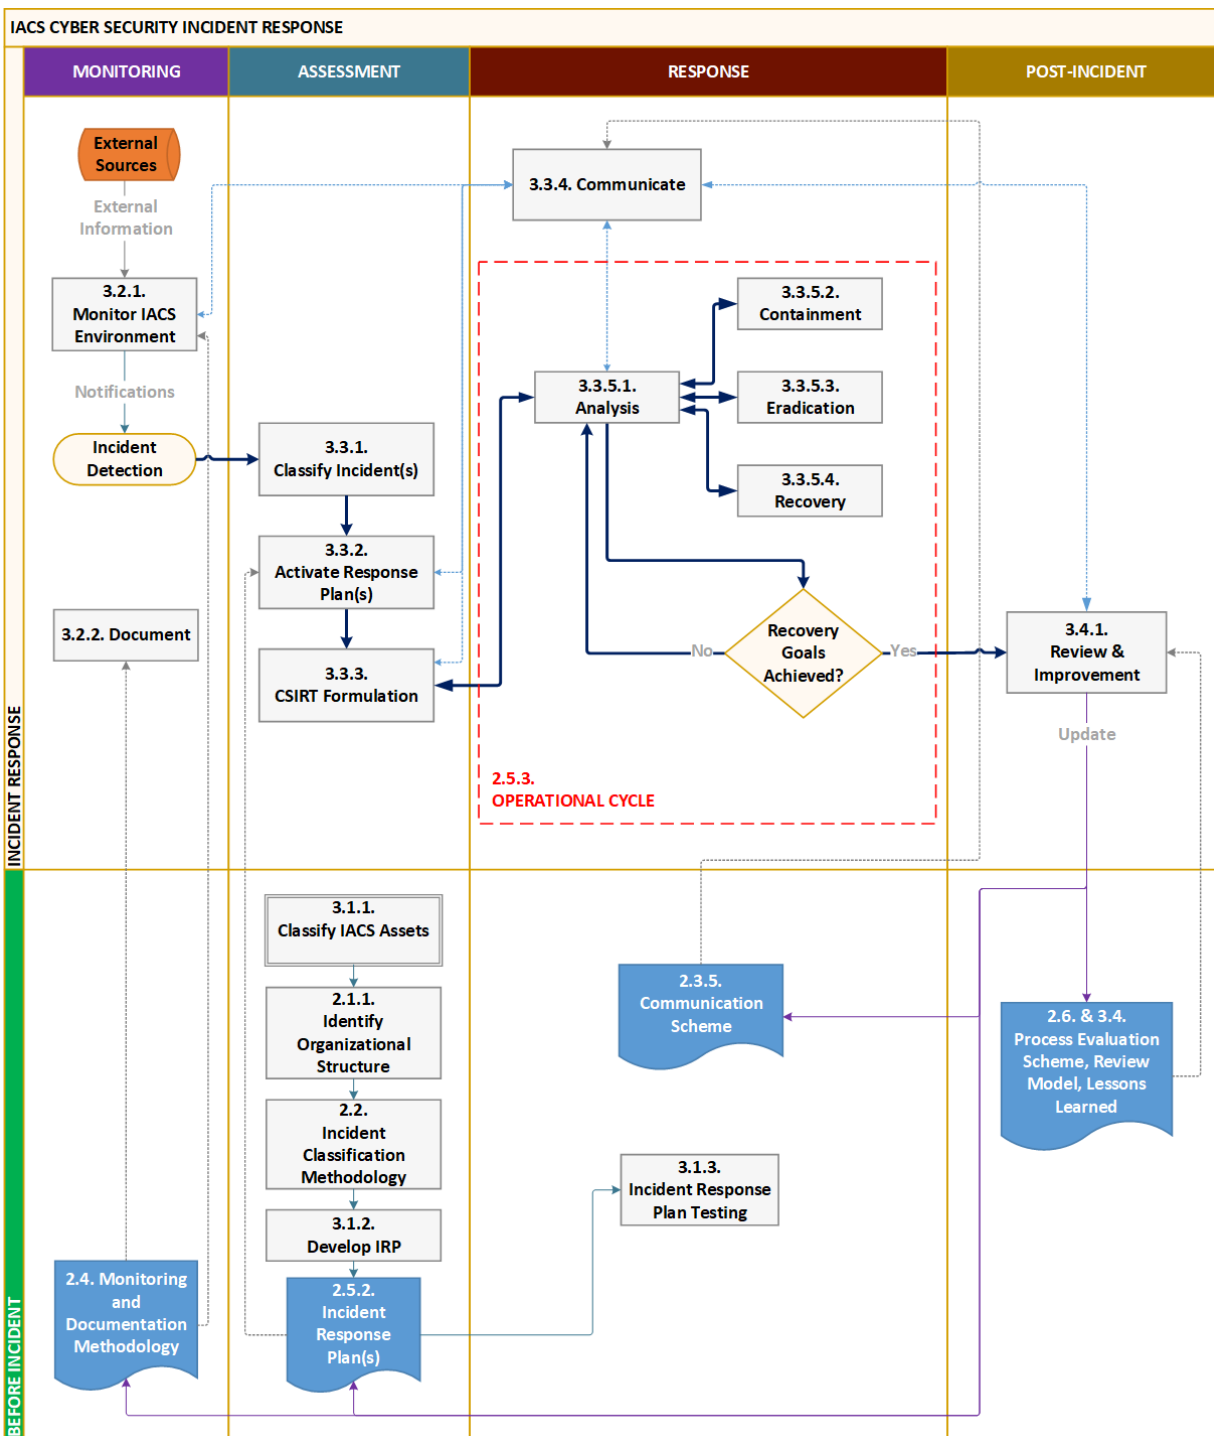 IACS CYBER SECURITY INCIDENT RESPONSE
MONITORING
ASSESSMENT
RESPONSE
POST-INCIDENT
INCIDENT RESPONSE
External
Sources
External
Information
3.2.1.
Monitor IACS
Environment
Notifications
Incident
Detection
3.2.2. Document
3.3.1.
Classify Incident(s)
3.3.2.
Activate Response
Plan(s)
3.3.3.
CSIRT Formulation
3.3.4. Communicate
3.3.5.1.
Analysis
3.3.5.2.
Containment
3.3.5.3.
Eradication
3.3.5.4.
Recovery
Recovery
Goals
Achieved?
No
Yes
2.5.3.
OPERATIONAL CYCLE
3.4.1.
Review &
Improvement
Update
BEFORE INCIDENT
2.4. Monitoring
and
Documentation
Methodology
3.1.1.
Classify IACS Assets
2.1.1.
Identify
Organizational
Structure
2.2.
Incident
Classification
Methodology
3.1.2.
Develop IRP
2.5.2.
Incident
Response
Plan(s)
2.3.5.
Communication
Scheme
3.1.3.
Incident Response
Plan Testing
2.6. & 3.4.
Process Evaluation
Scheme, Review
Model, Lessons
Learned